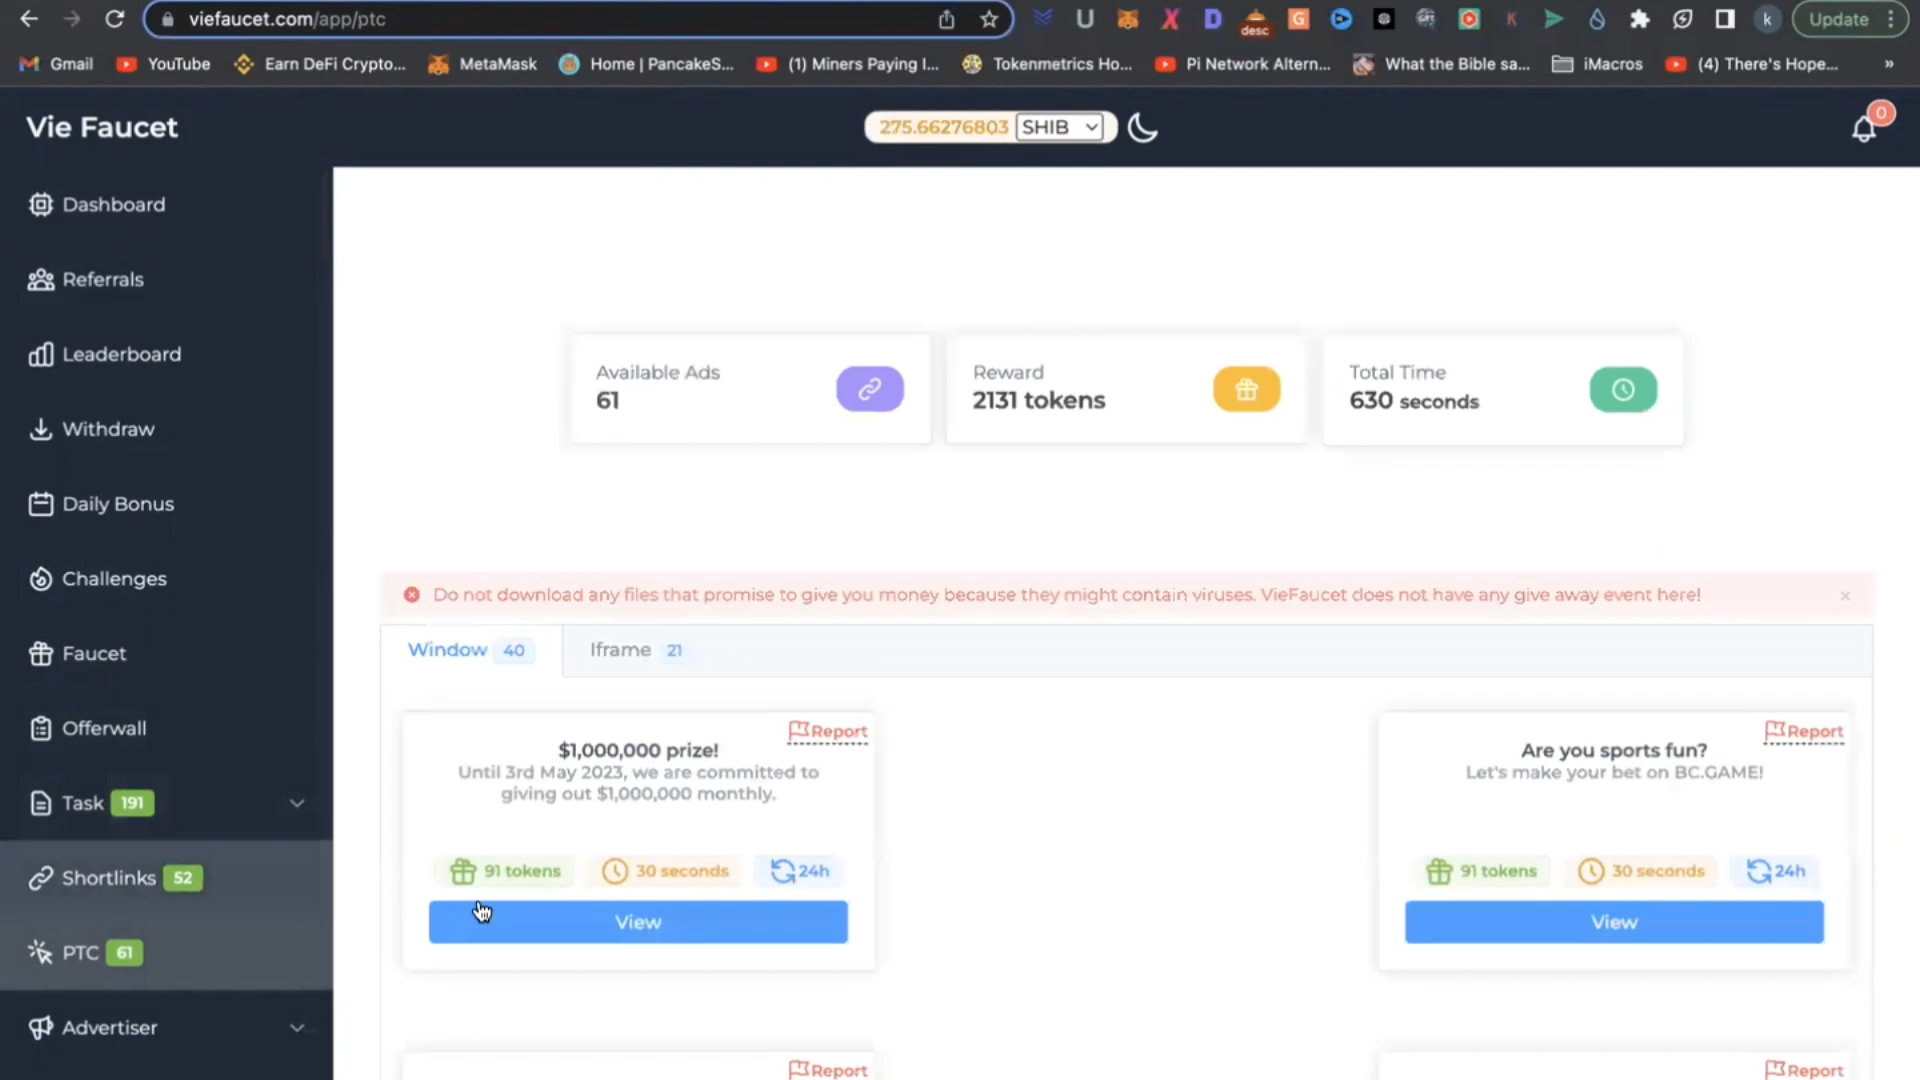 viefaucet.com/app/ptc
desc
k
Update
Gmail
YouTube
Earn DeFi Crypto...
MetaMask
Home | PancakeS...
(1) Miners Paying I...
Tokenmetrics Ho...
Pi Network Altern...
What the Bible sa...
iMacros
(4) There's Hope...
»
Vie Faucet
275.66276803 SHIB
0
Dashboard
Referrals
Leaderboard
Withdraw
Daily Bonus
Challenges
Faucet
Offerwall
Task 191
Shortlinks 52
PTC 61
Advertiser
Available Ads
61
Reward
2131 tokens
Total Time
630 seconds
Do not download any files that promise to give you money because they might contain viruses. VieFaucet does not have any give away event here!
Window 40
Iframe 21
Report
$1,000,000 prize!
Until 3rd May 2023, we are committed to
giving out $1,000,000 monthly.
91 tokens
30 seconds
24h
View
Report
Are you sports fun?
Let's make your bet on BC.GAME!
91 tokens
30 seconds
24h
View
Report
Report